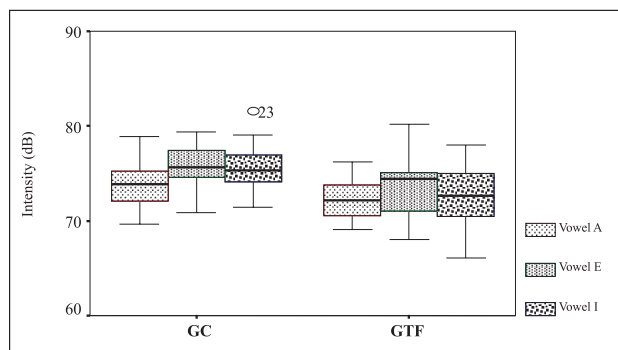 90
80
70
60
Intensity (dB)
23
GC
GTF
Vowel A
Vowel E
Vowel I